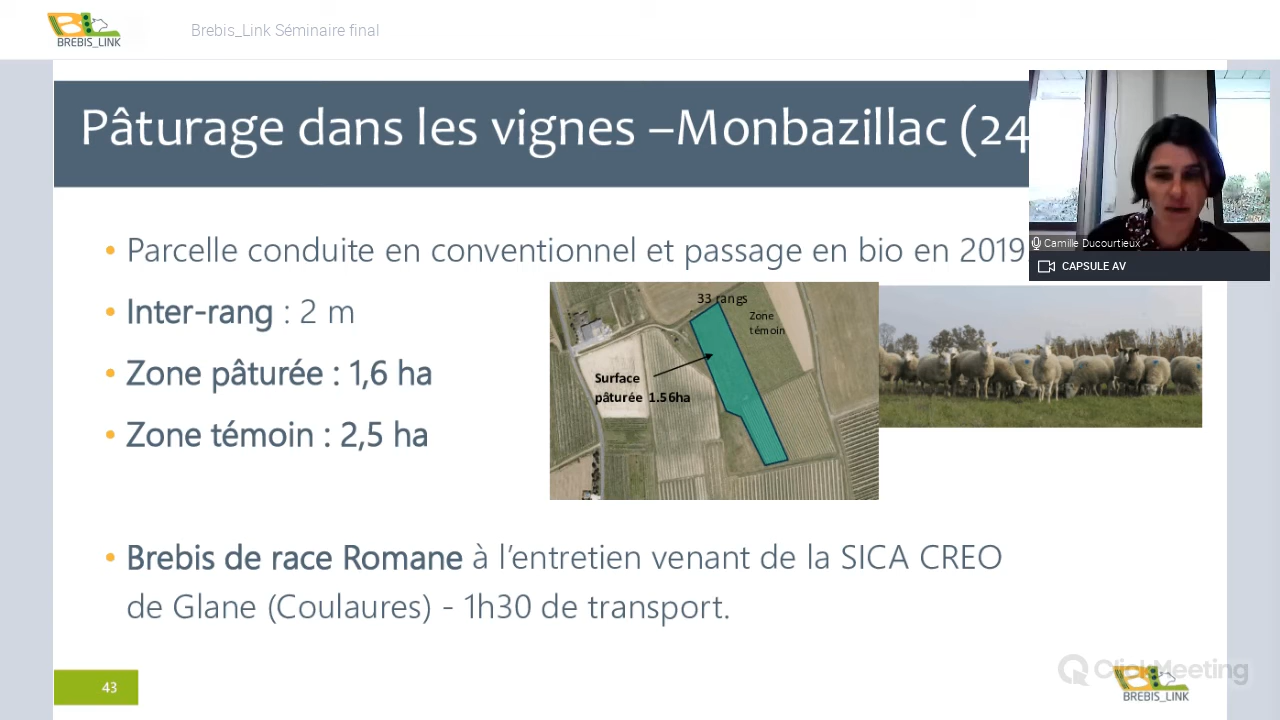 BREBIS_LINK
Brebis_Link Séminaire final
Pâturage dans les vignes –Monbazillac (24
Camille Ducourtieux
CAPSULE AV
• Parcelle conduite en conventionnel et passage en bio en 2019
• Inter-rang : 2 m
• Zone pâturée : 1,6 ha
• Zone témoin : 2,5 ha
33 rangs
Zone
témoin
Surface
pâturée 1.56ha
• Brebis de race Romane à l’entretien venant de la SICA CREO
de Glane (Coulaures) - 1h30 de transport.
43
ClickMeeting
BREBIS_LINK